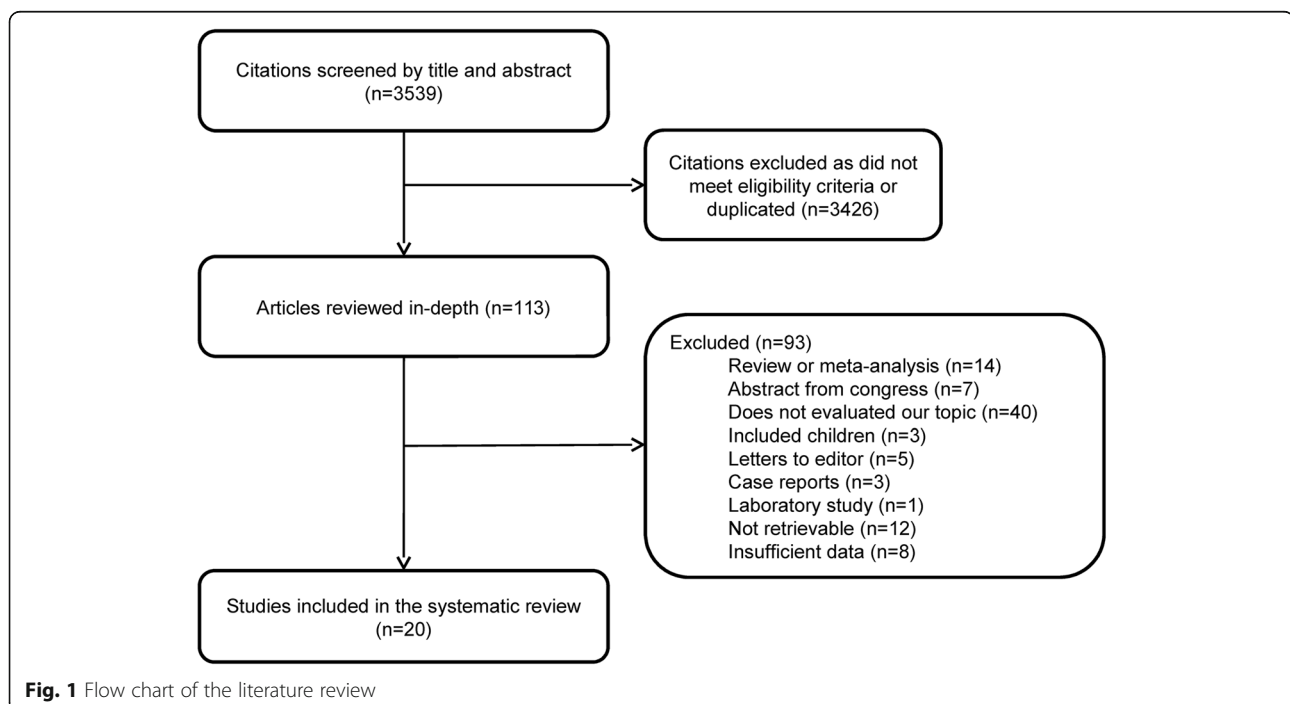 Citations screened by title and abstract
(n=3539)
Citations excluded as did not
meet eligibility criteria or
duplicated (n=3426)
Articles reviewed in-depth (n=113)
Excluded (n=93)
Review or meta-analysis (n=14)
Abstract from congress (n=7)
Does not evaluated our topic (n=40)
Included children (n=3)
Letters to editor (n=5)
Case reports (n=3)
Laboratory study (n=1)
Not retrievable (n=12)
Insufficient data (n=8)
Studies included in the systematic review
(n=20)
Fig. 1 Flow chart of the literature review